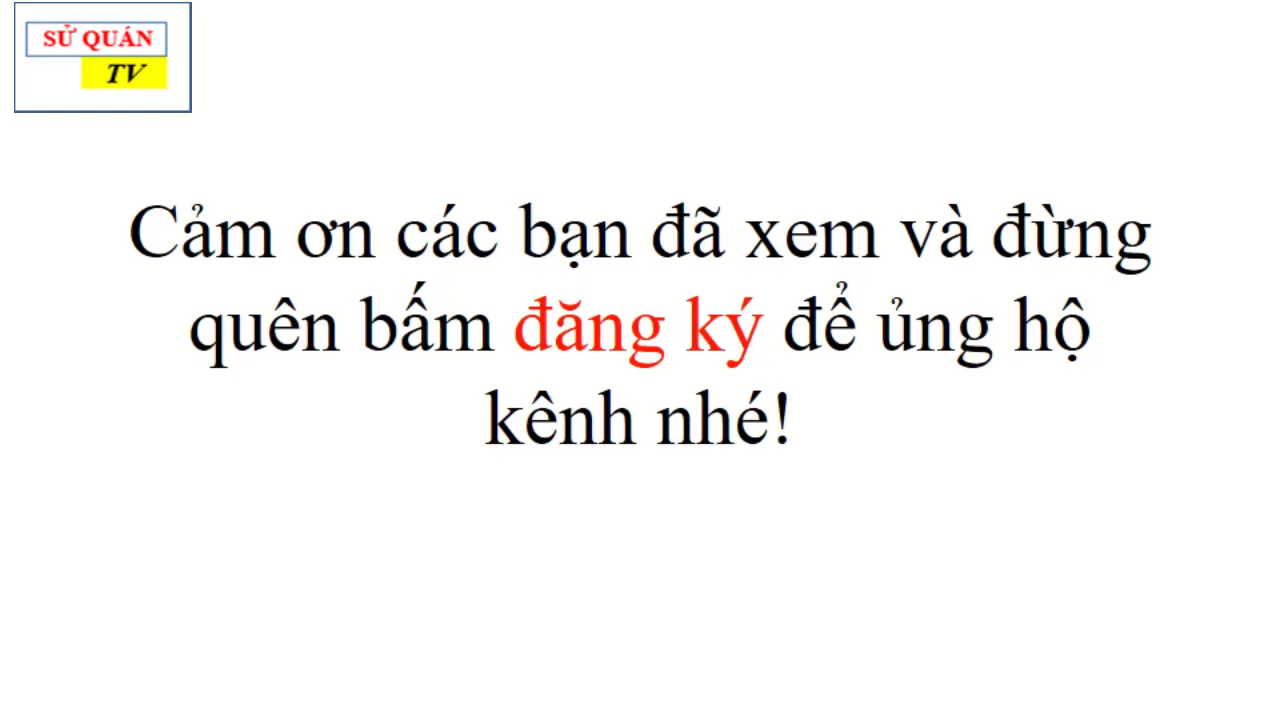 SỬ QUÁN
TV
Cảm ơn các bạn đã xem và đừng
quên bấm đăng ký để ủng hộ
kênh nhé!